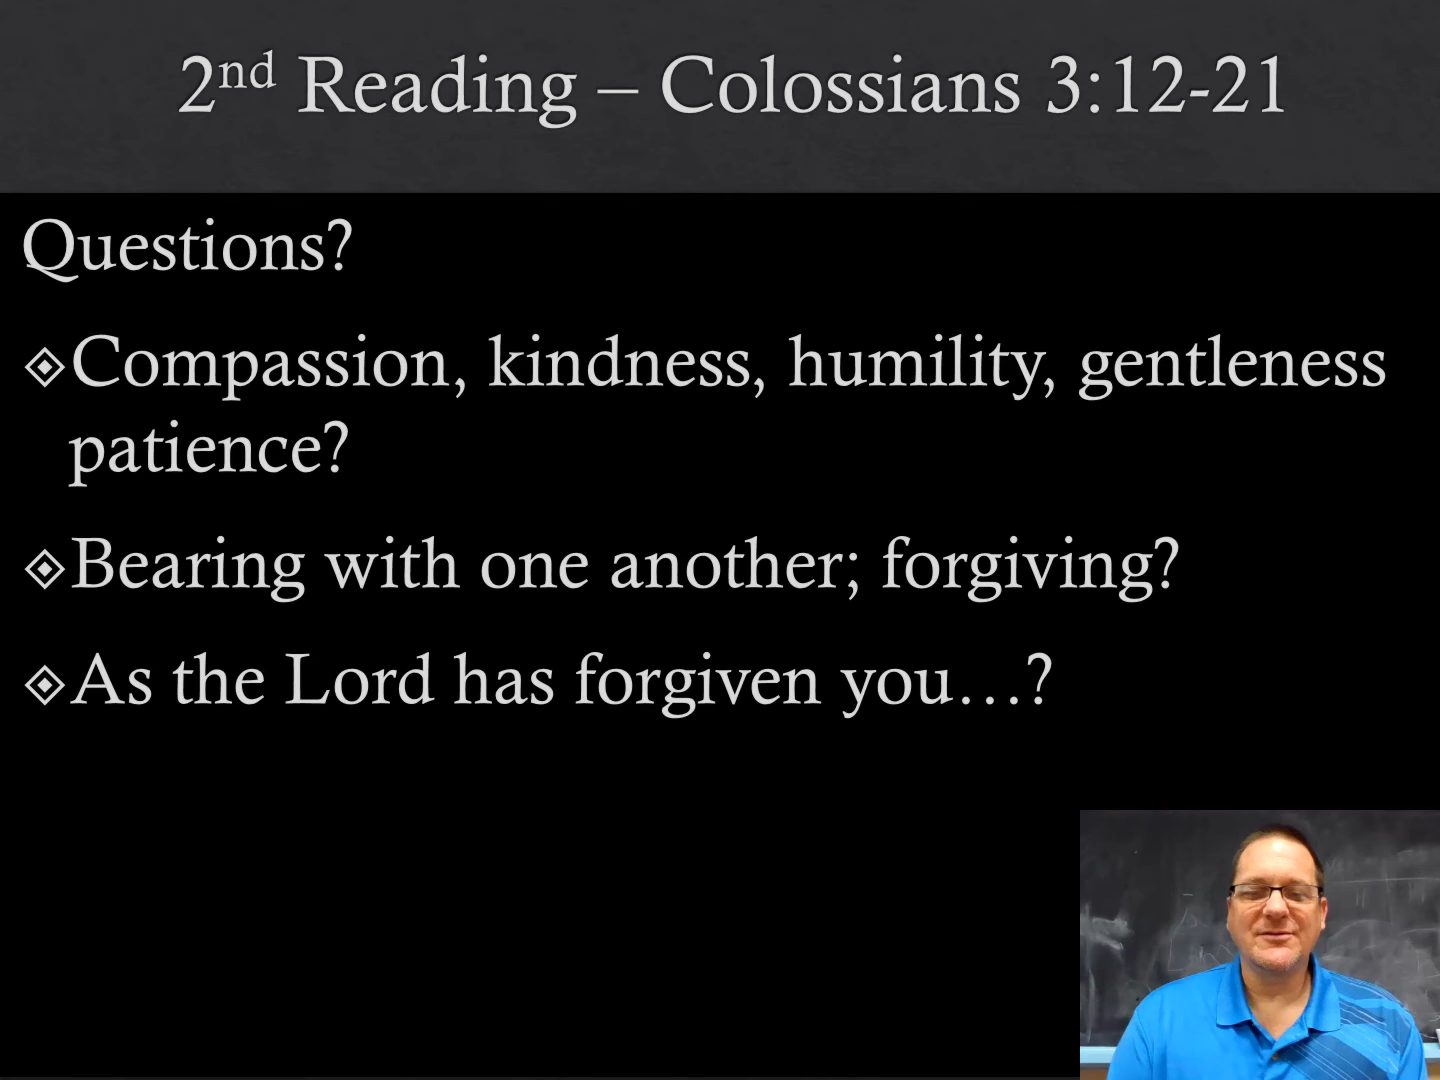 2nd Reading – Colossians 3:12-21
Questions?
Compassion, kindness, humility, gentleness
patience?
Bearing with one another; forgiving?
As the Lord has forgiven you…?